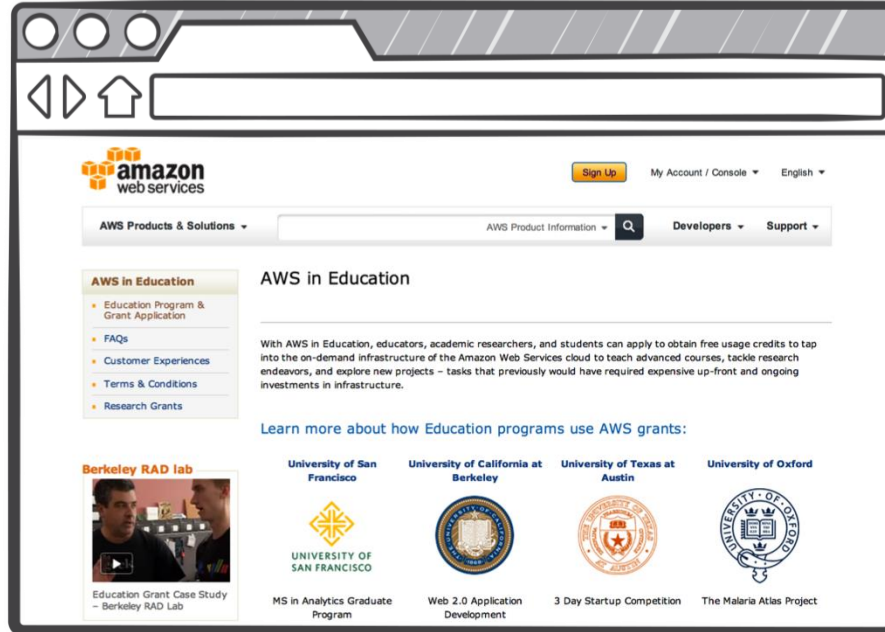 amazon
web services
Sign Up
My Account / Console
English
AWS Products & Solutions
AWS Product Information
Developers
Support
AWS in Education
Education Program &
Grant Application
FAQs
Customer Experiences
Terms & Conditions
Research Grants
Berkeley RAD lab
Education Grant Case Study
– Berkeley RAD Lab
AWS in Education
With AWS in Education, educators, academic researchers, and students can apply to obtain free usage credits to tap
into the on-demand infrastructure of the Amazon Web Services cloud to teach advanced courses, tackle research
endeavors, and explore new projects – tasks that previously would have required expensive up-front and ongoing
investments in infrastructure.
Learn more about how Education programs use AWS grants:
University of San
Francisco
UNIVERSITY OF
SAN FRANCISCO
MS in Analytics Graduate
Program
University of California at
Berkeley
Web 2.0 Application
Development
University of Texas at
Austin
3 Day Startup Competition
University of Oxford
UNIVERSITY · OF · OXFORD
The Malaria Atlas Project